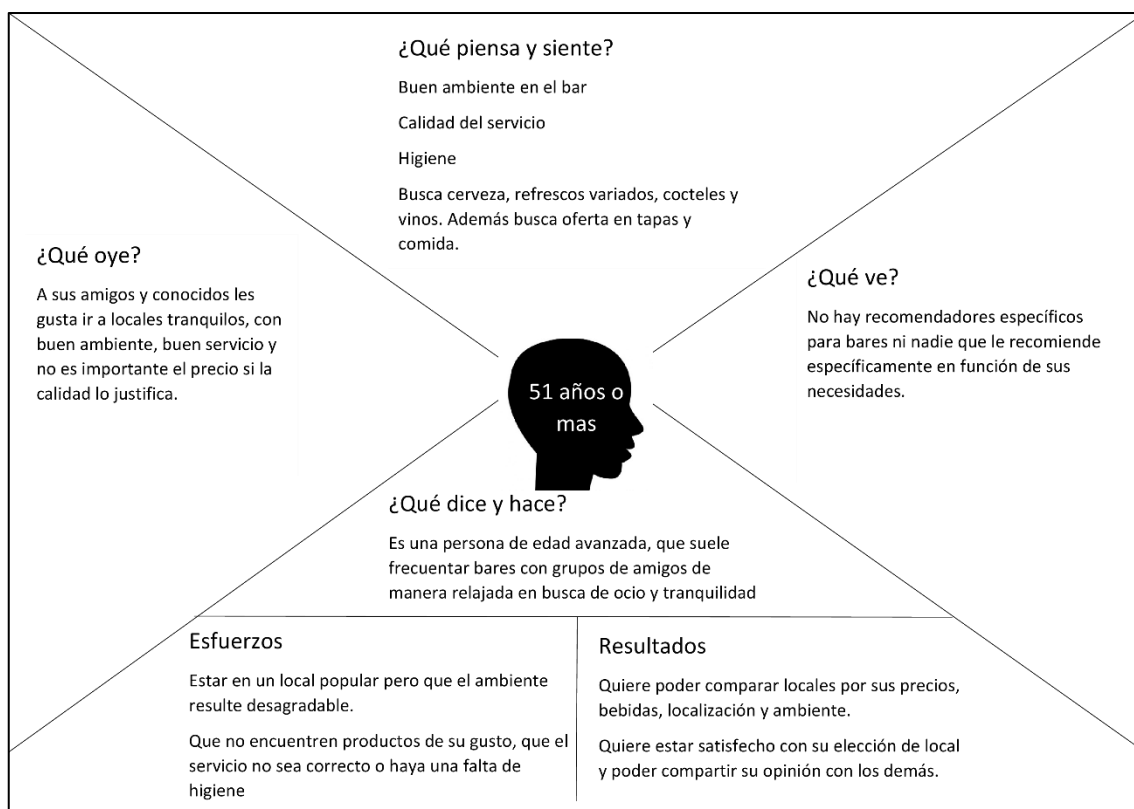 ¿Qué piensa y siente?
Buen ambiente en el bar
Calidad del servicio
Higiene
Busca cerveza, refrescos variados, cocteles y
vinos. Además busca oferta en tapas y
comida.
¿Qué oye?
A sus amigos y conocidos les
gusta ir a locales tranquilos, con
buen ambiente, buen servicio y
no es importante el precio si la
calidad lo justifica.
¿Qué ve?
No hay recomendadores específicos
para bares ni nadie que le recomiende
específicamente en función de sus
necesidades.
51 años o
mas
¿Qué dice y hace?
Es una persona de edad avanzada, que suele
frecuentar bares con grupos de amigos de
manera relajada en busca de ocio y tranquilidad
Esfuerzos
Estar en un local popular pero que el ambiente
resulte desagradable.
Que no encuentren productos de su gusto, que el
servicio no sea correcto o haya una falta de
higiene
Resultados
Quiere poder comparar locales por sus precios,
bebidas, localización y ambiente.
Quiere estar satisfecho con su elección de local
y poder compartir su opinión con los demás.